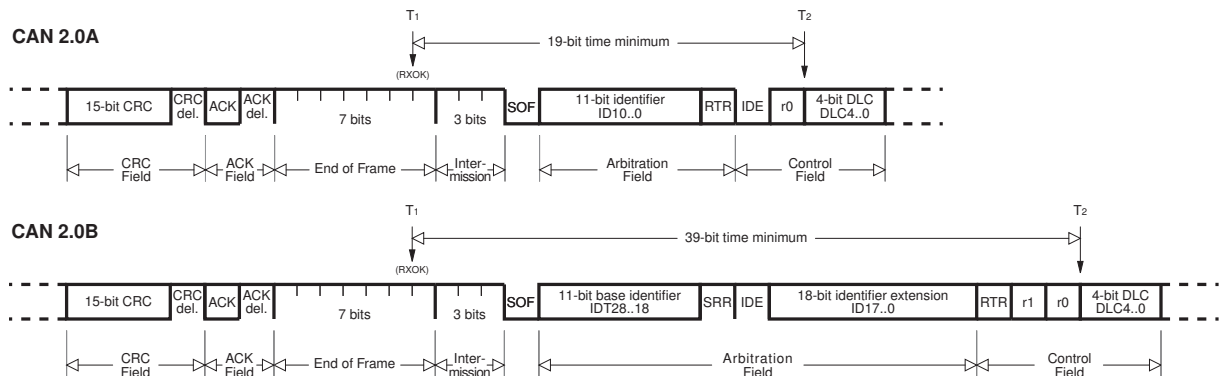 T1
T2
CAN 2.0A
19-bit time minimum
(RXOK)
15-bit CRC
CRC
del.
ACK
ACK
del.
7 bits
3 bits
SOF
11-bit identifier
ID10..0
RTR
IDE
r0
4-bit DLC
DLC4..0
CRC
Field
ACK
Field
End of Frame
Inter-
mission
Arbitration
Field
Control
Field
T1
T2
CAN 2.0B
39-bit time minimum
(RXOK)
15-bit CRC
CRC
del.
ACK
ACK
del.
7 bits
3 bits
SOF
11-bit base identifier
IDT28..18
SRR
IDE
18-bit identifier extension
ID17..0
RTR
r1
r0
4-bit DLC
DLC4..0
CRC
Field
ACK
Field
End of Frame
Inter-
mission
Arbitration
Field
Control
Field